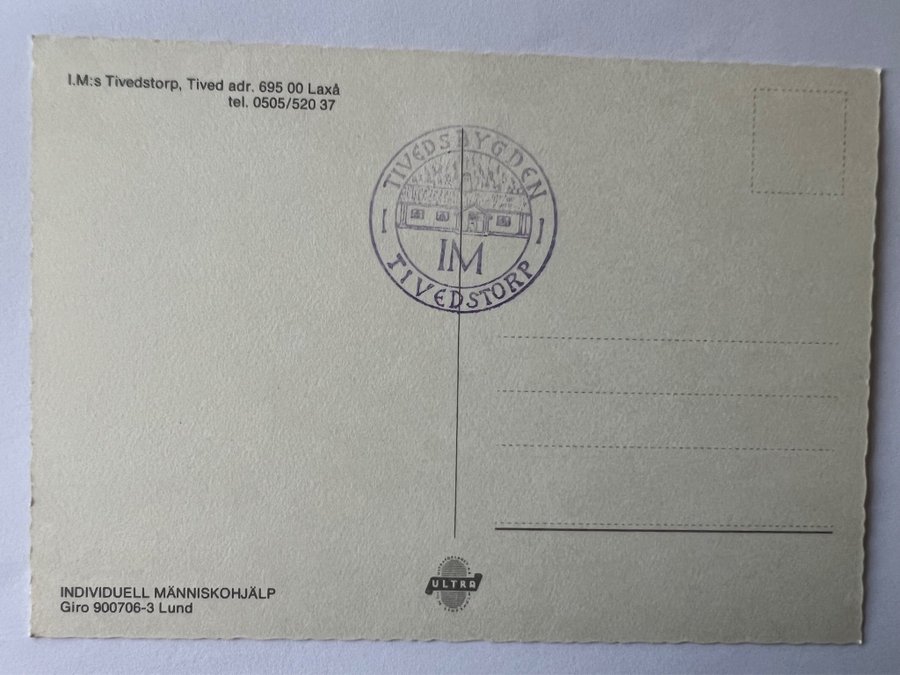 I.M:s Tivedstorp, Tived adr. 695 00 Laxå
tel. 0505/520 37
TIVEDSBYGDEN
I I
IM
TIVEDSTORP
INDIVIDUELL MÄNNISKOHJÄLP
Giro 900706-3 Lund
ULTRA